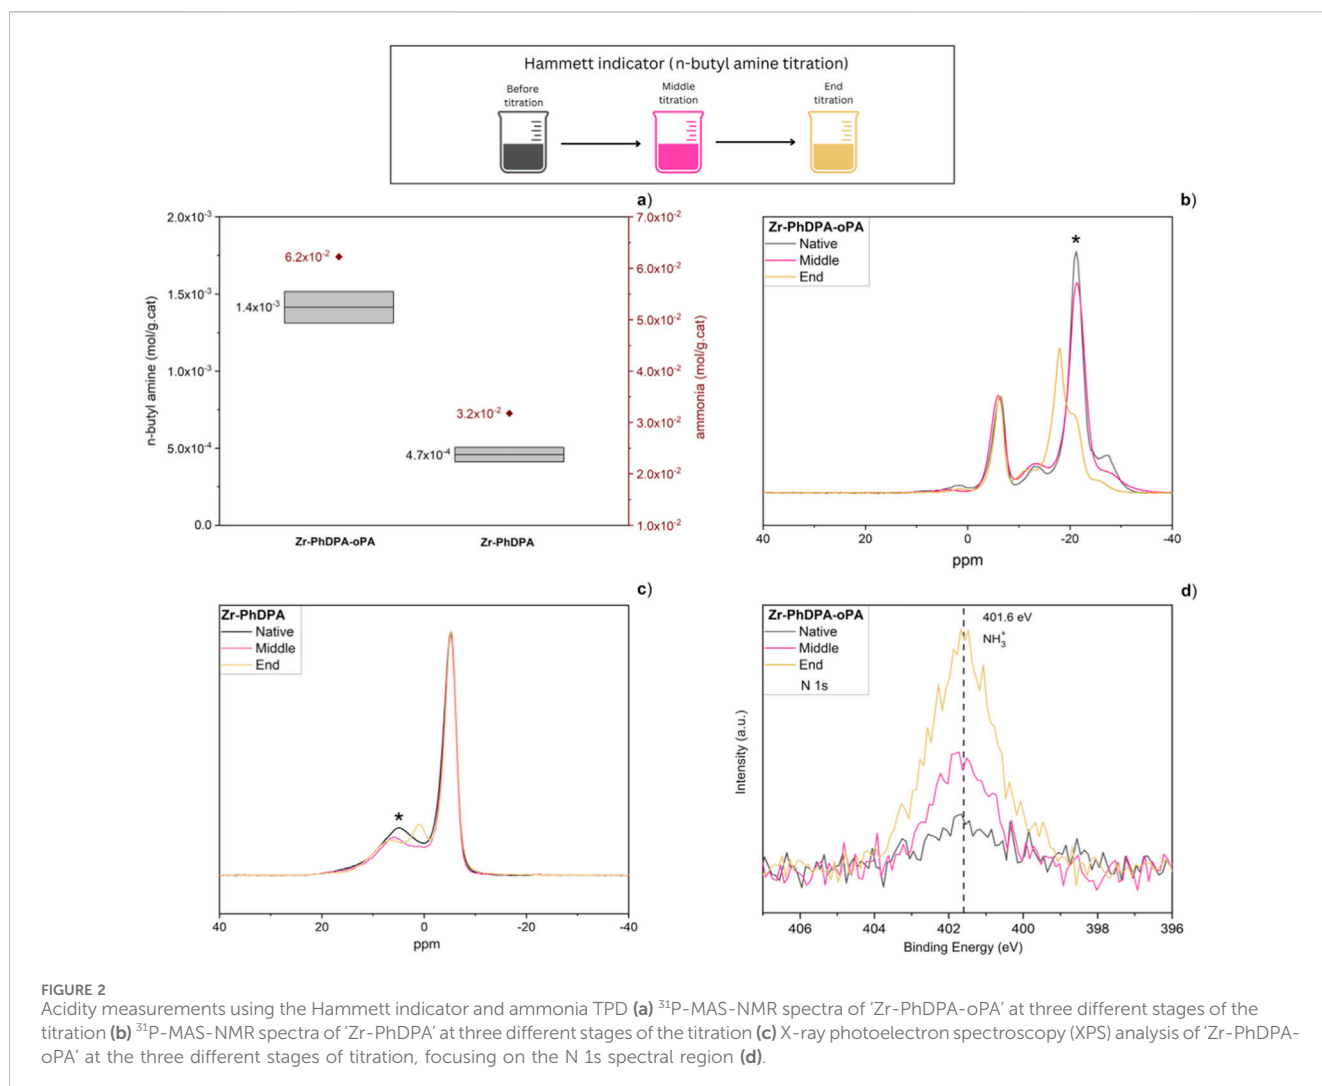 Hammett indicator (n-butyl amine titration)
Before titration
Middle titration
End titration
a)
2.0x10⁻³
1.5x10⁻³
1.0x10⁻³
5.0x10⁻⁴
0.0
n-butyl amine (mol/g.cat)
6.2x10⁻²
1.4x10⁻³
3.2x10⁻²
4.7x10⁻⁴
Zr-PhDPA-oPA
Zr-PhDPA
7.0x10⁻²
6.0x10⁻²
5.0x10⁻²
4.0x10⁻²
3.0x10⁻²
2.0x10⁻²
1.0x10⁻²
ammonia (mol/g.cat)
b)
Zr-PhDPA-oPA
Native
Middle
End
*
40 20 0 -20 -40
ppm
c)
Zr-PhDPA
Native
Middle
End
*
40 20 0 -20 -40
ppm
d)
Zr-PhDPA-oPA
Native
Middle
End
N 1s
401.6 eV
NH₃⁺
Intensity (a.u.)
406 404 402 400 398 396
Binding Energy (eV)
FIGURE 2
Acidity measurements using the Hammett indicator and ammonia TPD (a) ³¹P-MAS-NMR spectra of ‘Zr-PhDPA-oPA’ at three different stages of the
titration (b) ³¹P-MAS-NMR spectra of ‘Zr-PhDPA’ at three different stages of the titration (c) X-ray photoelectron spectroscopy (XPS) analysis of ‘Zr-PhDPA-
oPA’ at the three different stages of titration, focusing on the N 1s spectral region (d).